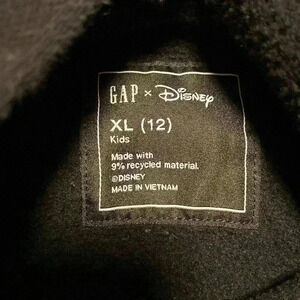 GAP × Disney
XL (12)
Kids
Made with
9% recycled material.
©DISNEY
MADE IN VIETNAM